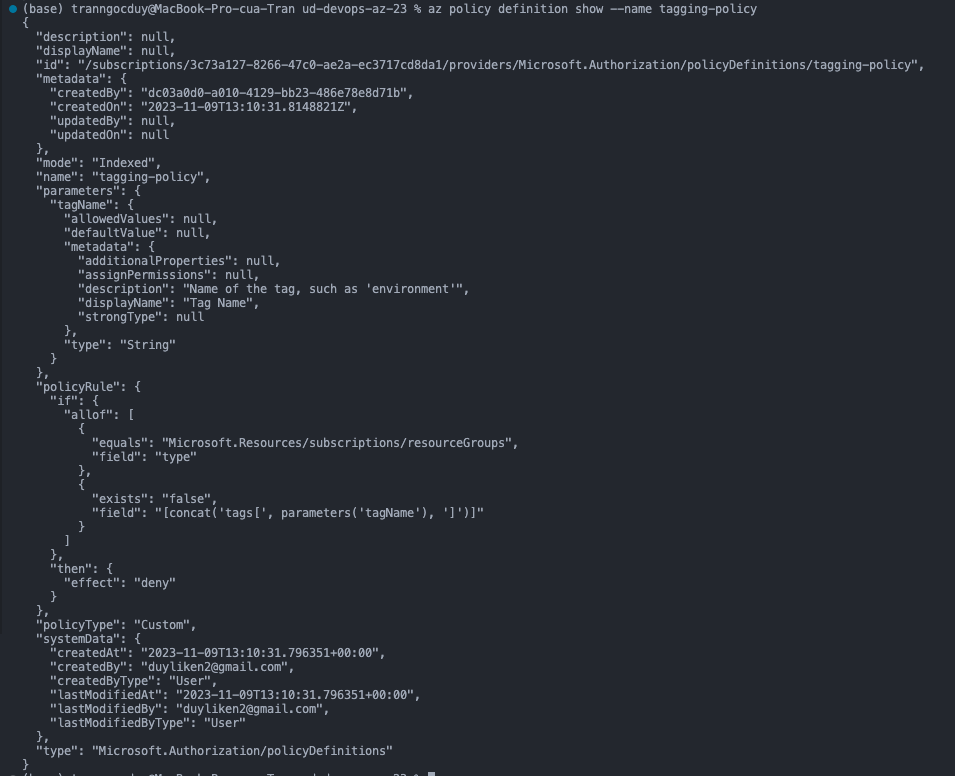 (base) tranngocduy@MacBook-Pro-cua-Tran ud-devops-az-23 % az policy definition show --name tagging-policy
{
  "description": null,
  "displayName": null,
  "id": "/subscriptions/3c73a127-8266-47c0-ae2a-ec3717cd8da1/providers/Microsoft.Authorization/policyDefinitions/tagging-policy",
  "metadata": {
    "createdBy": "dc03a0d0-a010-4129-bb23-486e78e8d71b",
    "createdOn": "2023-11-09T13:10:31.8148821Z",
    "updatedBy": null,
    "updatedOn": null
  },
  "mode": "Indexed",
  "name": "tagging-policy",
  "parameters": {
    "tagName": {
      "allowedValues": null,
      "defaultValue": null,
      "metadata": {
        "additionalProperties": null,
        "assignPermissions": null,
        "description": "Name of the tag, such as 'environment'",
        "displayName": "Tag Name",
        "strongType": null
      },
      "type": "String"
    }
  },
  "policyRule": {
    "if": {
      "allof": [
        {
          "equals": "Microsoft.Resources/subscriptions/resourceGroups",
          "field": "type"
        },
        {
          "exists": "false",
          "field": "[concat('tags[', parameters('tagName'), ']')]"
        }
      ]
    },
    "then": {
      "effect": "deny"
    }
  },
  "policyType": "Custom",
  "systemData": {
    "createdAt": "2023-11-09T13:10:31.796351+00:00",
    "createdBy": "duyliken2@gmail.com",
    "createdByType": "User",
    "lastModifiedAt": "2023-11-09T13:10:31.796351+00:00",
    "lastModifiedBy": "duyliken2@gmail.com",
    "lastModifiedByType": "User"
  },
  "type": "Microsoft.Authorization/policyDefinitions"
}